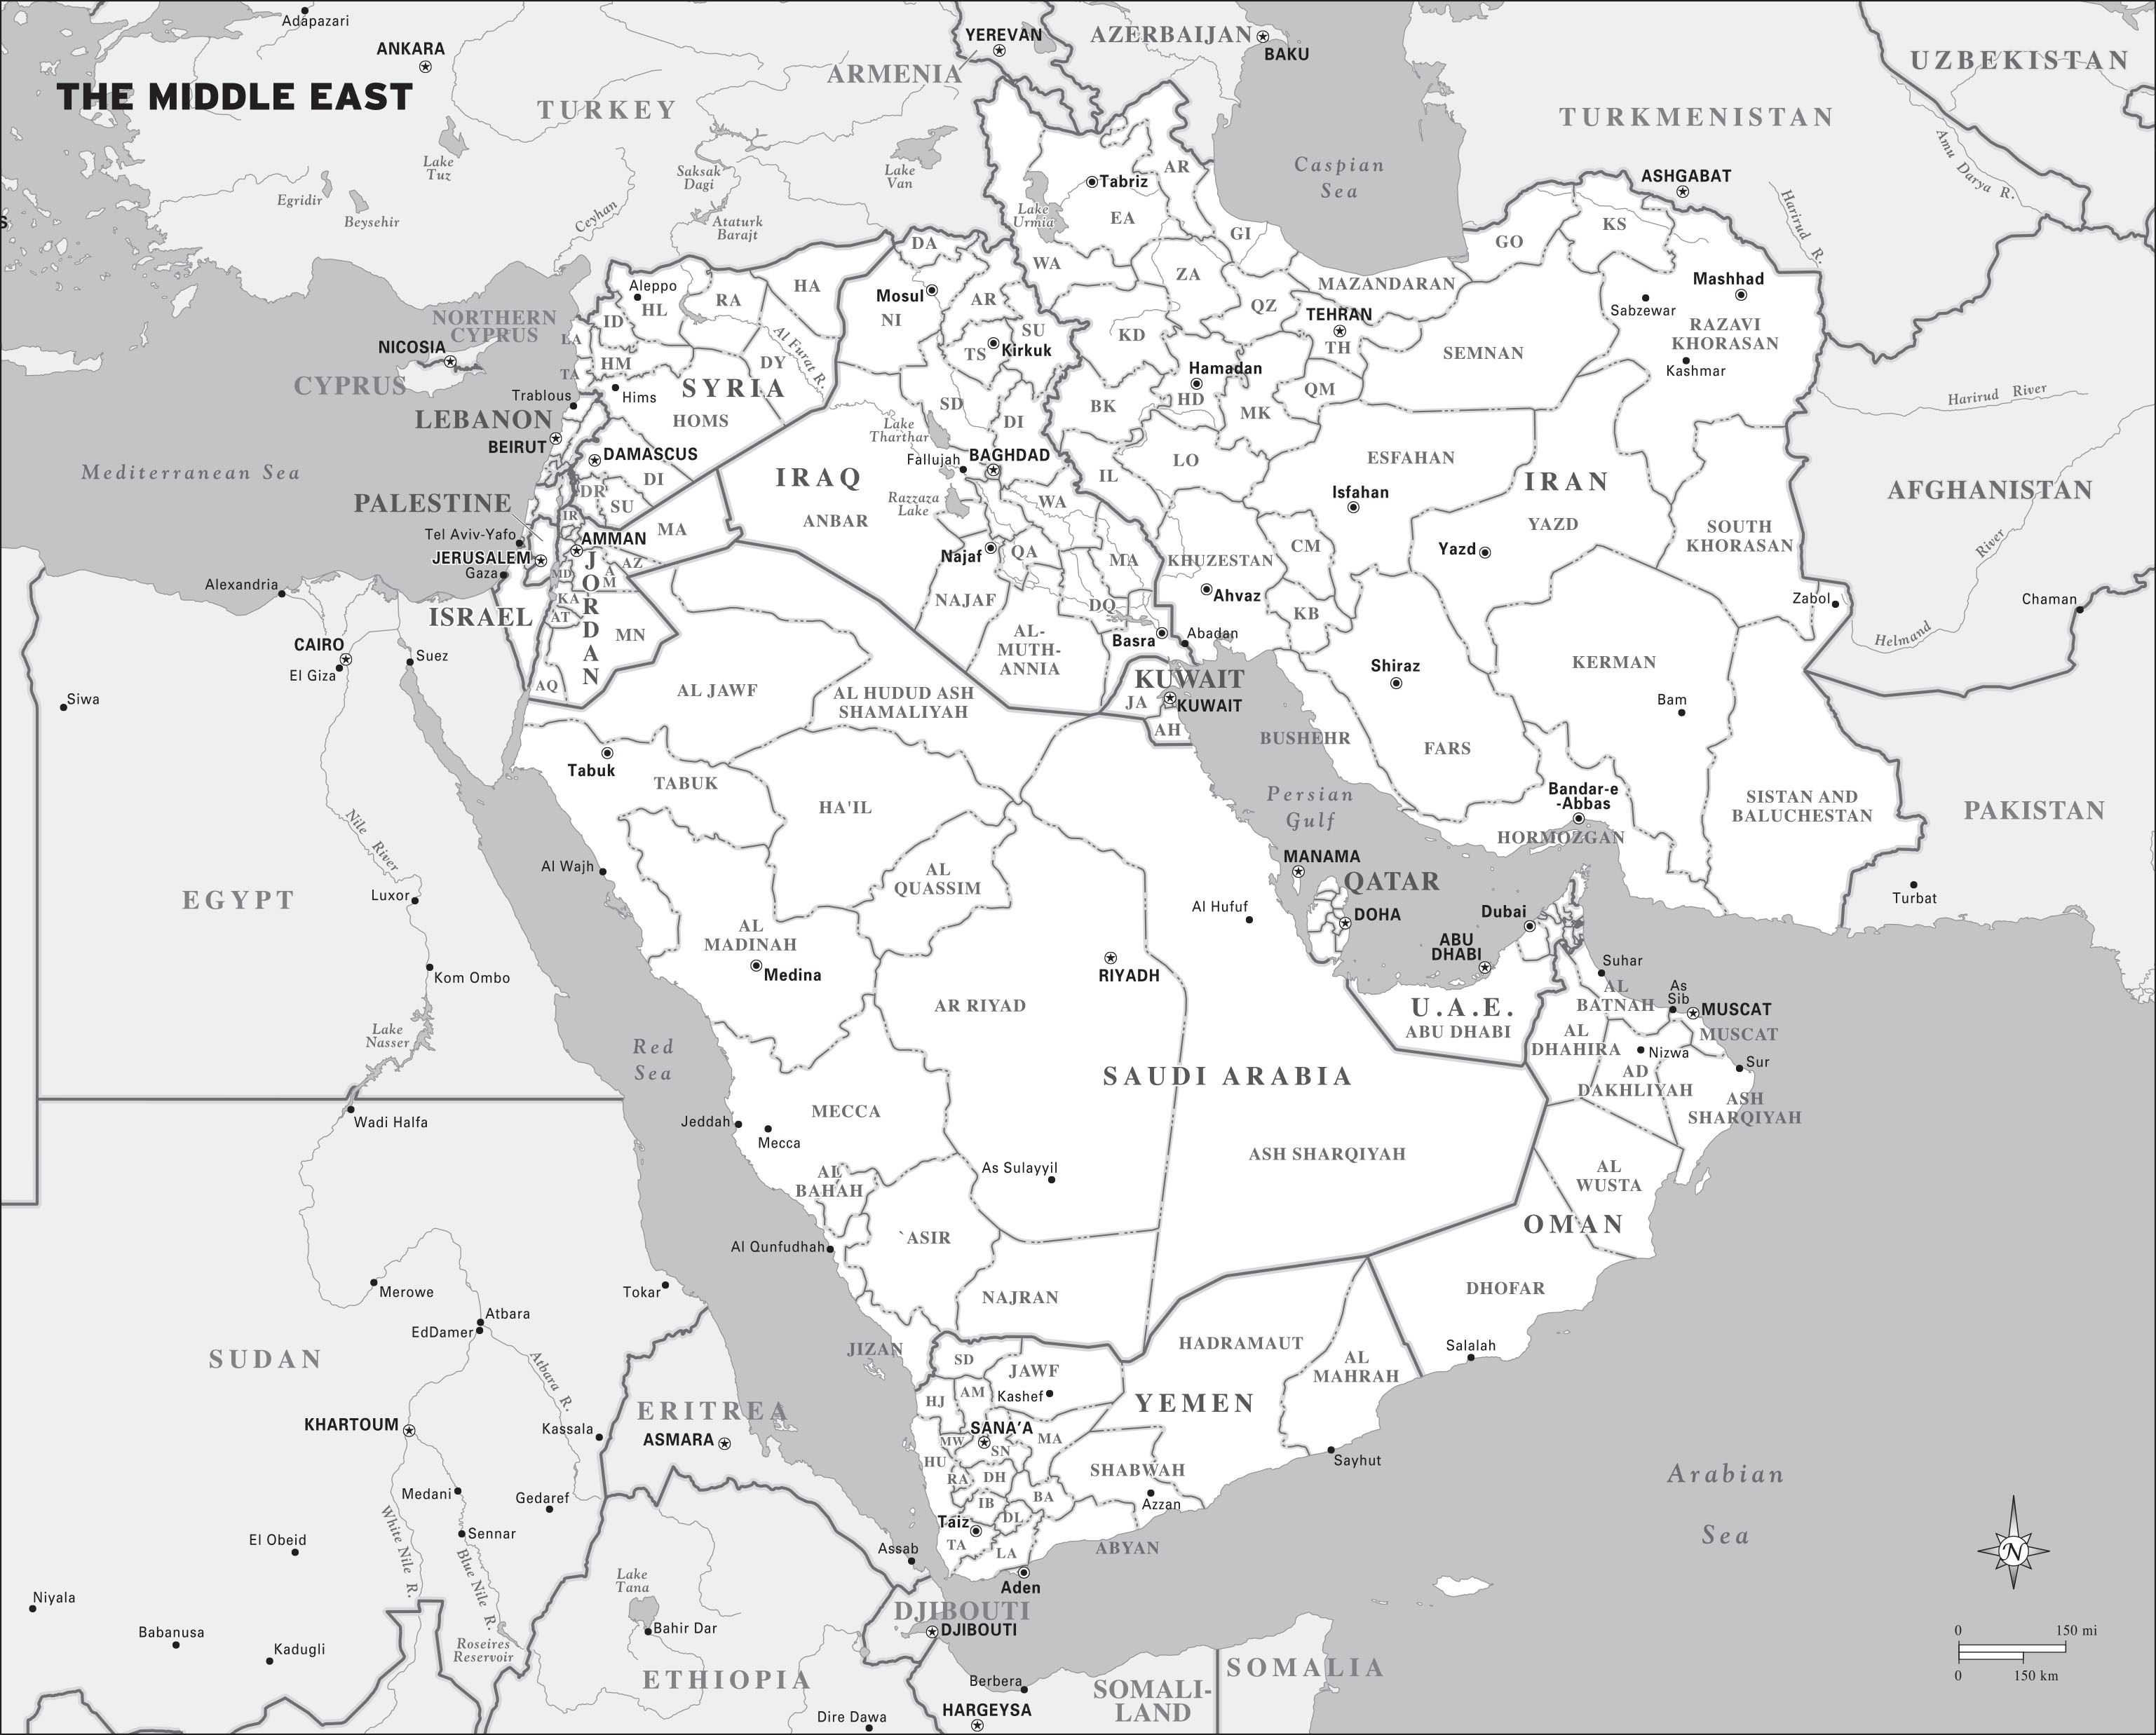 THE MIDDLE EAST
Adapazari
ANKARA
TURKEY
Lake
Tuz
Egridir
Beysehir
Ceyhan
Saksak
Dagi
Ataturk
Barajt
Lake
Van
ARMENIA
YEREVAN
AZERBAIJAN
BAKU
Caspian
Sea
TURKMENISTAN
ASHGABAT
UZBEKISTAN
Amu Darya R.
Harirud R.
S
NORTHERN
CYPRUS
NICOSIA
CYPRUS
Mediterranean Sea
Aleppo
HL
ID
LA
TA
HM
RA
HA
DY
Al Furat R.
SYRIA
Hims
HOMS
DAMASCUS
DI
DR
SU
Trablous
LEBANON
BEIRUT
PALESTINE
Tel Aviv-Yafo
JERUSALEM
Gaza
ISRAEL
IR
AMMAN
MA
AZ
A
M
MD
KA
AT
MN
AQ
JORDAN
DA
Mosul
NI
AR
SU
TS
Kirkuk
SD
DI
Lake
Tharthar
Fallujah
BAGHDAD
IRAQ
ANBAR
Razzaza
Lake
WA
Najaf
QA
MA
NAJAF
DQ
AL-
MUTH-
ANNIA
Basra
Abadan
KUWAIT
KUWAIT
JA
AH
Tabriz
AR
EA
Lake
Urmia
WA
GI
ZA
QZ
KD
MAZANDARAN
TEHRAN
TH
GO
KS
Mashhad
Sabzewar
RAZAVI
KHORASAN
Kashmar
SEMNAN
Hamadan
HD
BK
MK
QM
LO
IL
ESFAHAN
Isfahan
IRAN
YAZD
Yazd
SOUTH
KHORASAN
KHUZESTAN
Ahvaz
CM
KB
Zabol
KERMAN
Bam
Shiraz
FARS
BUSHEHR
Bandar-e
-Abbas
HORMOZGAN
SISTAN AND
BALUCHESTAN
Persian
Gulf
Harirud River
AFGHANISTAN
Helmand
River
Chaman
PAKISTAN
Turbat
Alexandria
CAIRO
El Giza
Suez
Siwa
Nile
River
EGYPT
Luxor
Kom Ombo
Lake
Nasser
Wadi Halfa
AL JAWF
AL HUDUD ASH
SHAMALIYAH
Tabuk
TABUK
HA'IL
Al Wajh
AL
QUASSIM
AL
MADINAH
Medina
AR RIYAD
RIYADH
Al Hufuf
MANAMA
QATAR
DOHA
Dubai
ABU
DHABI
U.A.E.
ABU DHABI
Suhar
AL
BATNAH
As
Sib
MUSCAT
MUSCAT
AL
DHAHIRA
Nizwa
Sur
AD
DAKHLIYAH
ASH
SHARQIYAH
AL
WUSTA
OMAN
DHOFAR
Salalah
Red
Sea
SAUDI ARABIA
MECCA
Jeddah
Mecca
ASH SHARQIYAH
As Sulayyil
AL
BAHAH
`ASIR
Al Qunfudhah
NAJRAN
JIZAN
Merowe
Tokar
Atbara
EdDamer
SUDAN
Atbara R.
KHARTOUM
Kassala
ERITREA
ASMARA
Medani
Gedaref
White Nile R.
Sennar
El Obeid
Blue Nile R.
Niyala
Babanusa
Kadugli
Roseires
Reservoir
Lake
Tana
Bahir Dar
ETHIOPIA
Dire Dawa
Assab
DJIBOUTI
DJIBOUTI
Berbera
HARGEYSA
SOMALI-
LAND
SOMALIA
SD
JAWF
HJ
AM
Kashef
SANA'A
MW
SN
MA
HU
RA
DH
IB
BA
DL
Taiz
TA
LA
Aden
ABYAN
SHABWAH
Azzan
YEMEN
HADRAMAUT
AL
MAHRAH
Sayhut
Arabian
Sea
N
0 150 mi
0 150 km